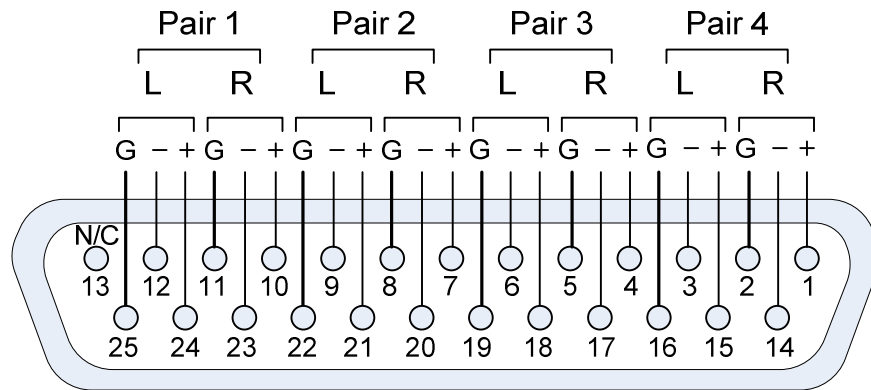 Pair 1 Pair 2 Pair 3 Pair 4
L R L R L R L R
G − + G − + G − + G − + G − + G − + G − + G − +
N/C
13 12 11 10 9 8 7 6 5 4 3 2 1
25 24 23 22 21 20 19 18 17 16 15 14